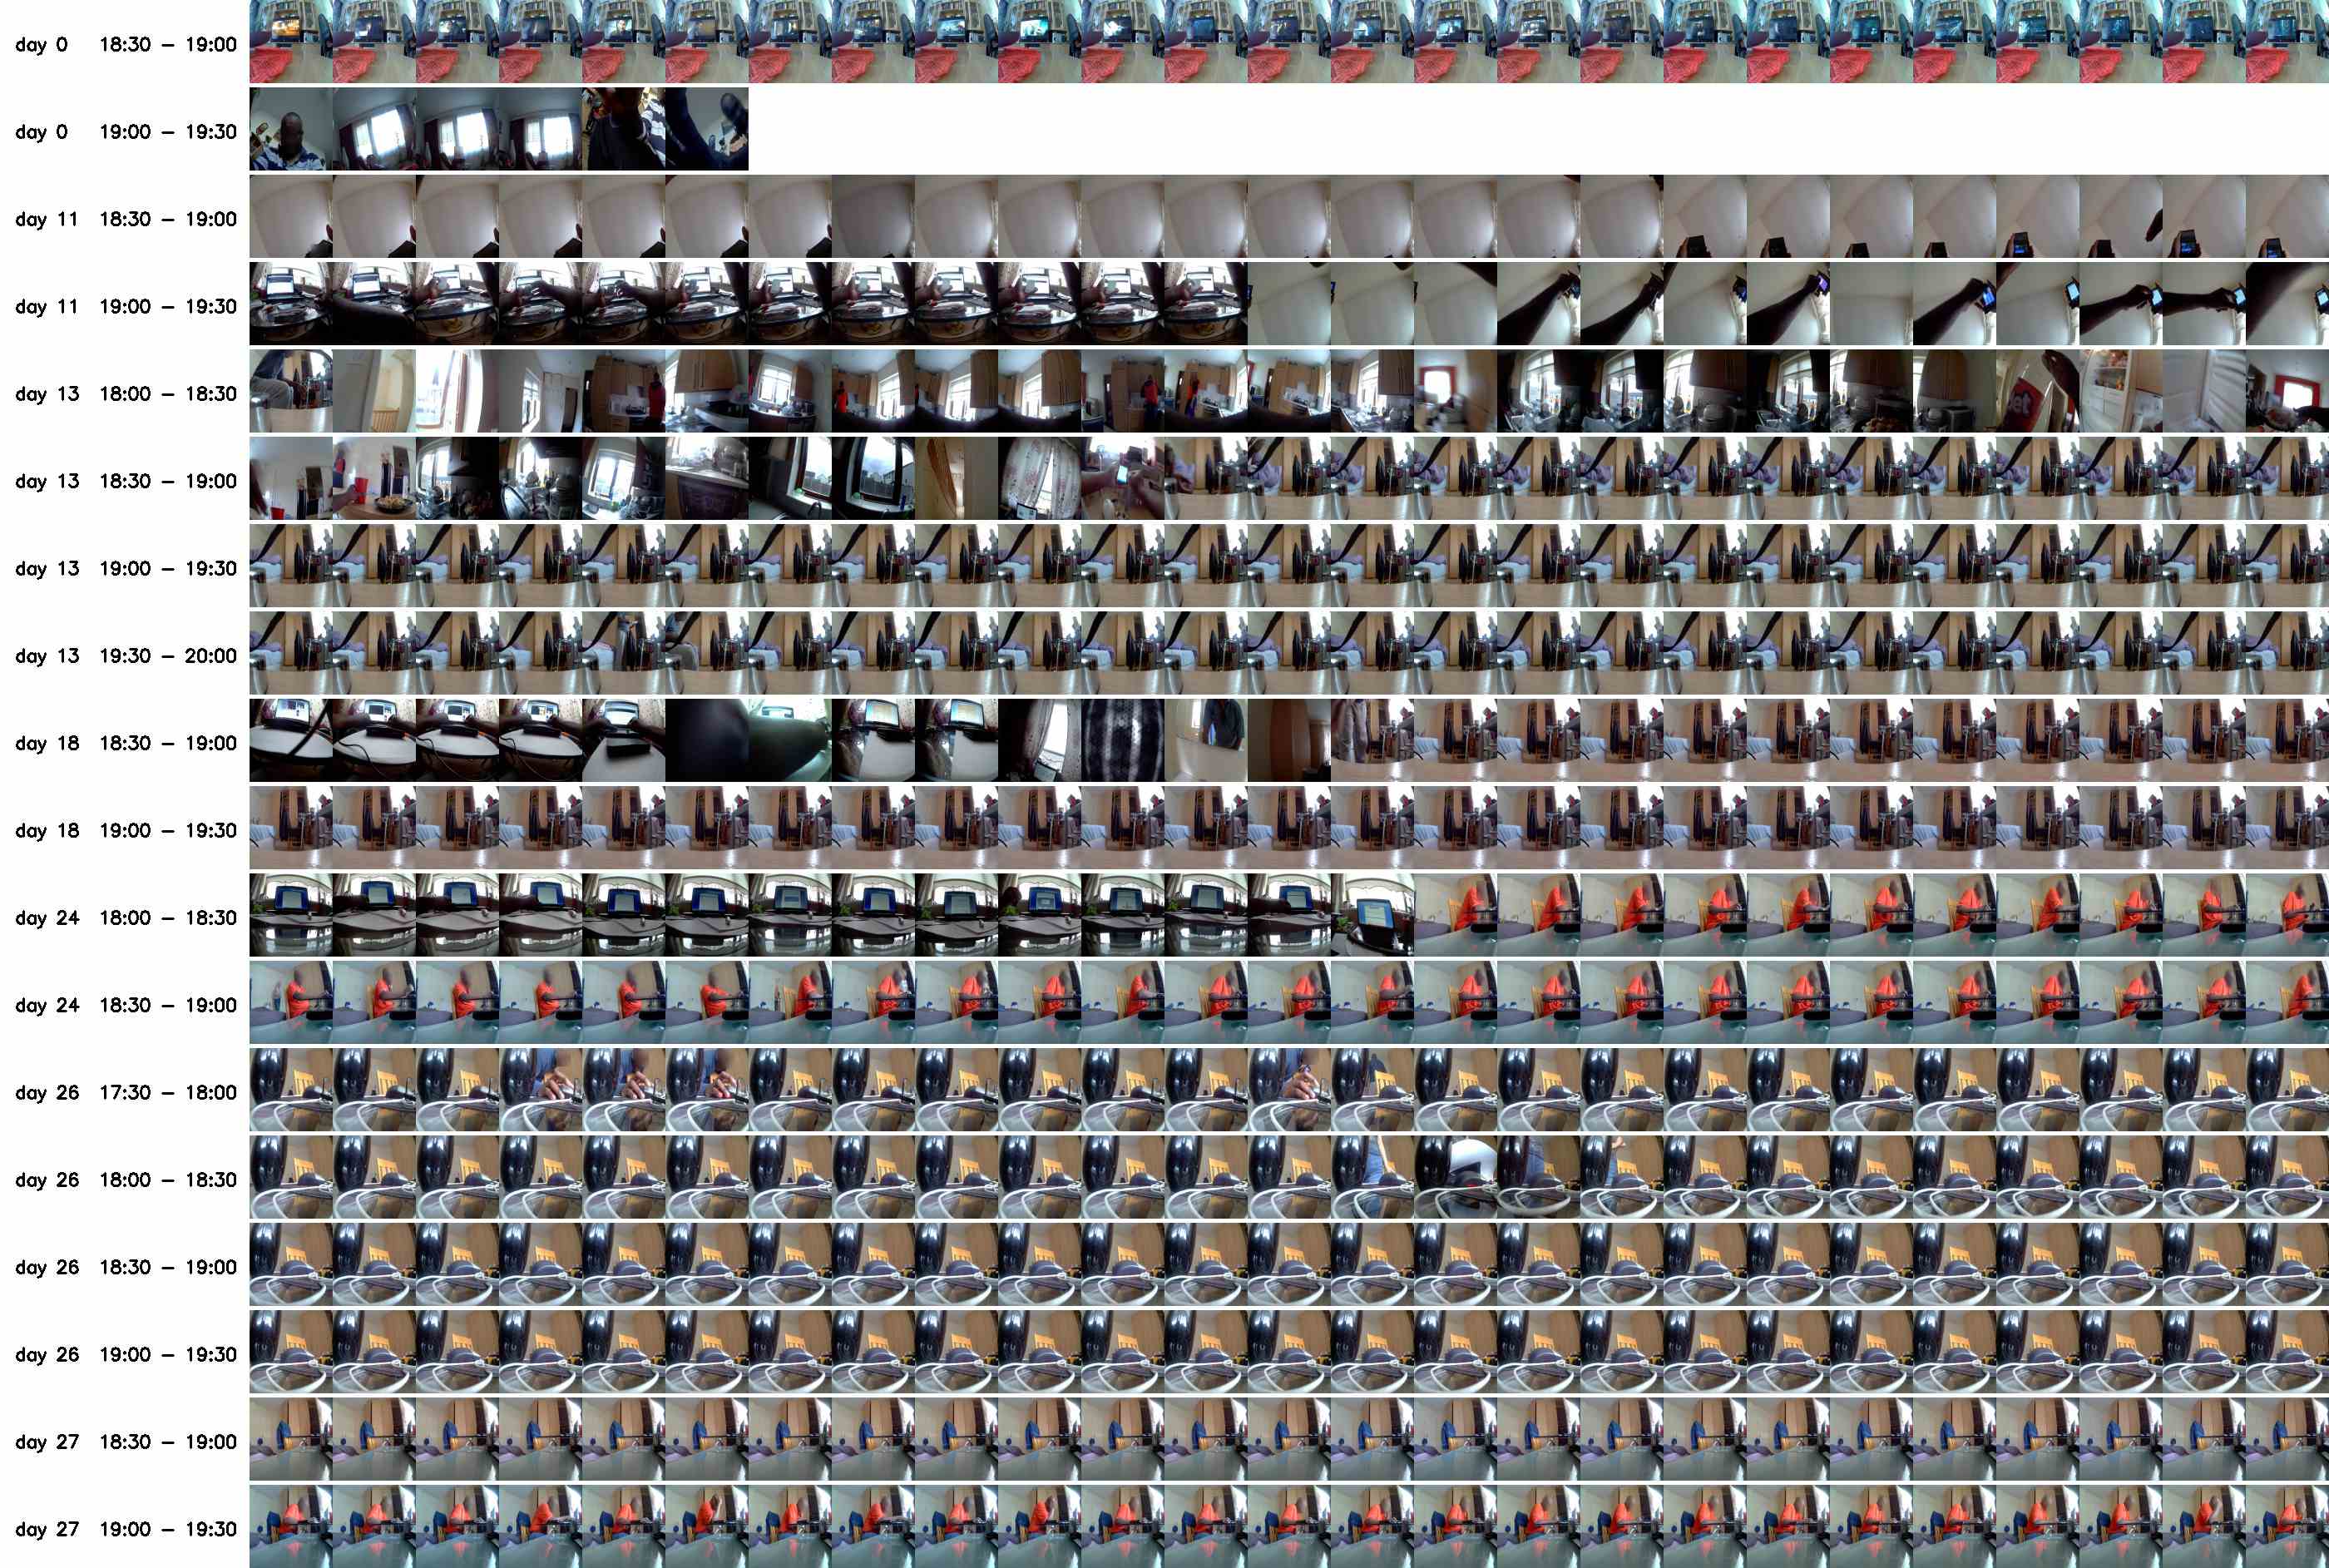 day 0 18:30 – 19:00
day 0 19:00 – 19:30
day 11 18:30 – 19:00
day 11 19:00 – 19:30
day 13 18:00 – 18:30
day 13 18:30 – 19:00
day 13 19:00 – 19:30
day 13 19:30 – 20:00
day 18 18:30 – 19:00
day 18 19:00 – 19:30
day 24 18:00 – 18:30
day 24 18:30 – 19:00
day 26 17:30 – 18:00
day 26 18:00 – 18:30
day 26 18:30 – 19:00
day 26 19:00 – 19:30
day 27 18:30 – 19:00
day 27 19:00 – 19:30